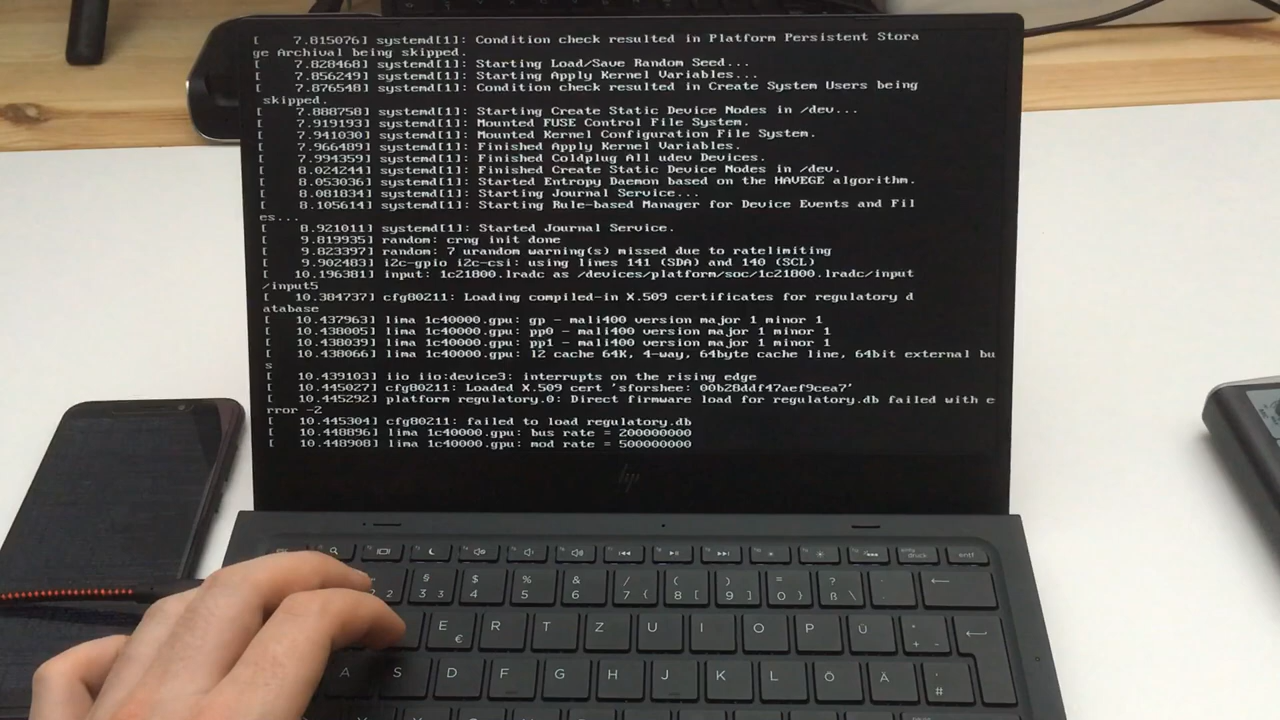 [    7.815076] systemd[1]: Condition check resulted in Platform Persistent Stora
ge Archival being skipped.
[    7.828468] systemd[1]: Starting Load/Save Random Seed...
[    7.856249] systemd[1]: Starting Apply Kernel Variables...
[    7.876548] systemd[1]: Condition check resulted in Create System Users being
skipped.
[    7.888758] systemd[1]: Starting Create Static Device Nodes in /dev...
[    7.919193] systemd[1]: Mounted FUSE Control File System.
[    7.941030] systemd[1]: Mounted Kernel Configuration File System.
[    7.966489] systemd[1]: Finished Apply Kernel Variables.
[    7.994359] systemd[1]: Finished Coldplug All udev Devices.
[    8.024244] systemd[1]: Finished Create Static Device Nodes in /dev.
[    8.053036] systemd[1]: Started Entropy Daemon based on the HAVEGE algorithm.
[    8.081834] systemd[1]: Starting Journal Service...
[    8.105614] systemd[1]: Starting Rule-based Manager for Device Events and Fil
es...
[    8.921011] systemd[1]: Started Journal Service.
[    9.819935] random: crng init done
[    9.823397] random: 7 urandom warning(s) missed due to ratelimiting
[    9.902483] i2c-gpio i2c-csi: using lines 141 (SDA) and 140 (SCL)
[   10.196381] input: 1c21800.lradc as /devices/platform/soc/1c21800.lradc/input
/input5
[   10.384737] cfg80211: Loading compiled-in X.509 certificates for regulatory d
atabase
[   10.437963] lima 1c40000.gpu: gp - mali400 version major 1 minor 1
[   10.438005] lima 1c40000.gpu: pp0 - mali400 version major 1 minor 1
[   10.438039] lima 1c40000.gpu: pp1 - mali400 version major 1 minor 1
[   10.438066] lima 1c40000.gpu: l2 cache 64K, 4-way, 64byte cache line, 64bit external bu
s
[   10.439103] iio iio:device3: interrupts on the rising edge
[   10.445027] cfg80211: Loaded X.509 cert 'sforshee: 00b28ddf47aef9cea7'
[   10.445292] platform regulatory.0: Direct firmware load for regulatory.db failed with e
rror -2
[   10.445304] cfg80211: failed to load regulatory.db
[   10.448896] lima 1c40000.gpu: bus rate = 200000000
[   10.448908] lima 1c40000.gpu: mod rate = 500000000
hp
druck entf
2 § 3 3 $ 4 % 5 & 6 / 7 { ( 8 [ ) 9 ] = 0 } ? ß \
E € R T Z U I O P Ü * + ~
A S D F G H J K L Ö Ä ' #